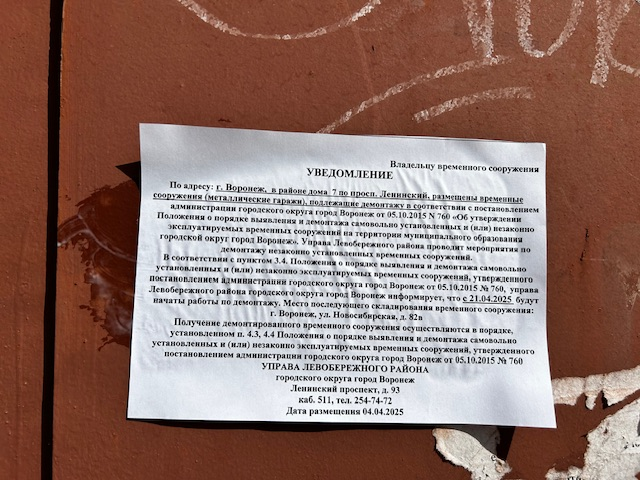 Владельцу временного сооружения
УВЕДОМЛЕНИЕ
По адресу: г. Воронеж, в районе дома 7 по просп. Ленинский, размещены временные
сооружения (металлические гаражи), подлежащие демонтажу в соответствии с постановлением
администрации городского округа город Воронеж от 05.10.2015 N 760 «Об утверждении
Положения о порядке выявления и демонтажа самовольно установленных и (или) незаконно
эксплуатируемых временных сооружений на территории муниципального образования
городской округ город Воронеж». Управа Левобережного района проводит мероприятия по
демонтажу незаконно установленных временных сооружений.
В соответствии с пунктом 3.4. Положения о порядке выявления и демонтажа самовольно
установленных и (или) незаконно эксплуатируемых временных сооружений, утвержденного
постановлением администрации городского округа город Воронеж от 05.10.2015 № 760, управа
Левобережного района городского округа город Воронеж информирует, что с 21.04.2025 будут
начаты работы по демонтажу. Место последующего складирования временного сооружения:
г. Воронеж, ул. Новосибирская, д. 82в
Получение демонтированного временного сооружения осуществляются в порядке,
установленном п. 4.3, 4.4 Положения о порядке выявления и демонтажа самовольно
установленных и (или) незаконно эксплуатируемых временных сооружений, утвержденного
постановлением администрации городского округа город Воронеж от 05.10.2015 № 760
УПРАВА ЛЕВОБЕРЕЖНОГО РАЙОНА
городского округа город Воронеж
Ленинский проспект, д. 93
каб. 511, тел. 254-74-72
Дата размещения 04.04.2025